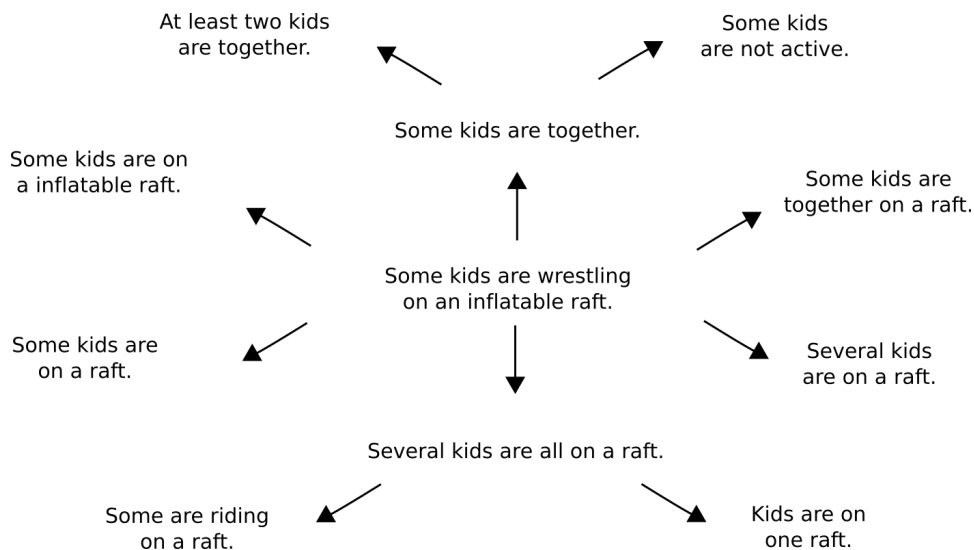 At least two kids
are together.
Some kids
are not active.
Some kids are together.
Some kids are on
a inflatable raft.
Some kids are
together on a raft.
Some kids are wrestling
on an inflatable raft.
Some kids are
on a raft.
Several kids
are on a raft.
Several kids are all on a raft.
Some are riding
on a raft.
Kids are on
one raft.